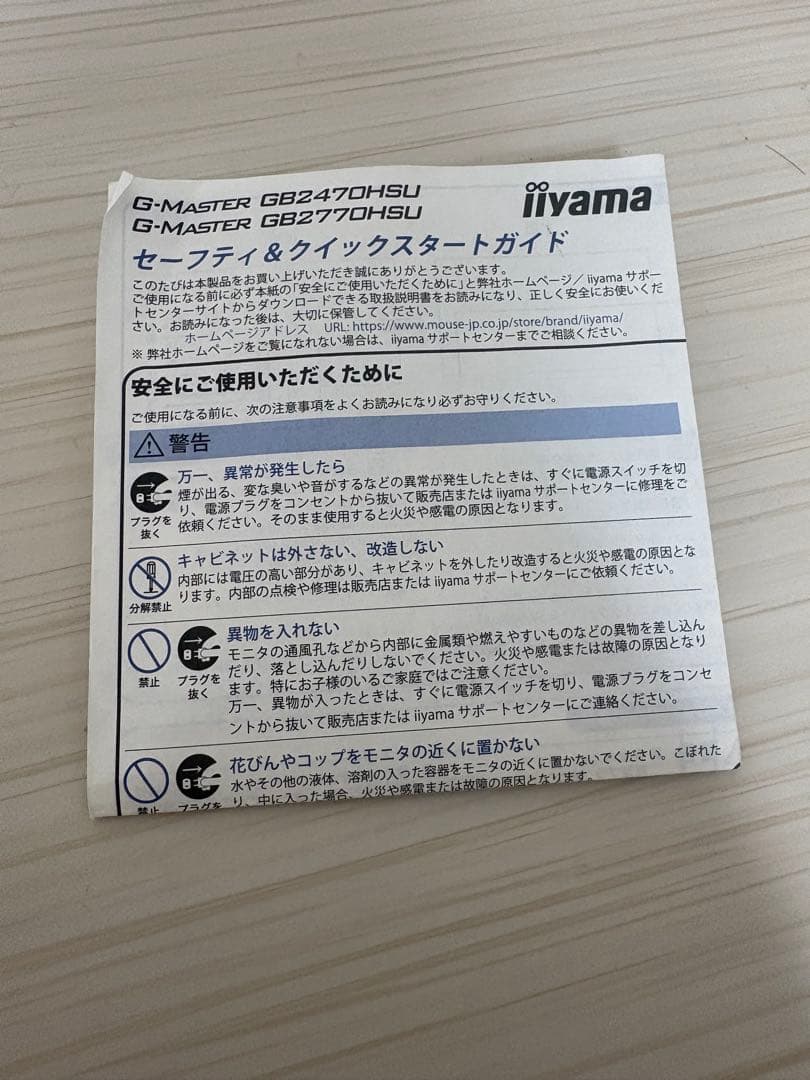 G-MASTER GB2470HSU
G-MASTER GB2770HSU
iiyama
セーフティ&クイックスタートガイド
このたびは本製品をお買い上げいただき誠にありがとうございます。
ご使用になる前に必ず本紙の「安全にご使用いただくために」と弊社ホームページ/ iiyama サポー
トセンターサイトからダウンロードできる取扱説明書をお読みになり、正しく安全にお使いくだ
さい。お読みになった後は、大切に保管してください。
ホームページアドレス URL: https://www.mouse-jp.co.jp/store/brand/iiyama/
※ 弊社ホームページをご覧になれない場合は、iiyama サポートセンターまでご相談ください。
安全にご使用いただくために
ご使用になる前に、次の注意事項をよくお読みになり必ずお守りください。
警告
プラグを
抜く
万一、異常が発生したら
煙が出る、変な臭いや音がするなどの異常が発生したときは、すぐに電源スイッチを切
り、電源プラグをコンセントから抜いて販売店または iiyama サポートセンターに修理をご
依頼ください。そのまま使用すると火災や感電の原因となります。
分解禁止
キャビネットは外さない、改造しない
内部には電圧の高い部分があり、キャビネットを外したり改造すると火災や感電の原因とな
ります。内部の点検や修理は販売店または iiyama サポートセンターにご依頼ください。
禁止
プラグを
抜く
異物を入れない
モニタの通風孔などから内部に金属類や燃えやすいものなどの異物を差し込ん
だり、落とし込んだりしないでください。火災や感電または故障の原因となり
ます。特にお子様のいるご家庭ではご注意ください。
万一、異物が入ったときは、すぐに電源スイッチを切り、電源プラグをコンセ
ントから抜いて販売店または iiyama サポートセンターにご連絡ください。
禁止
プラグを
花びんやコップをモニタの近くに置かない
水やその他の液体、溶剤の入った容器をモニタの近くに置かないでください。こぼれた
り、中に入った場合、火災や感電または故障の原因となります。